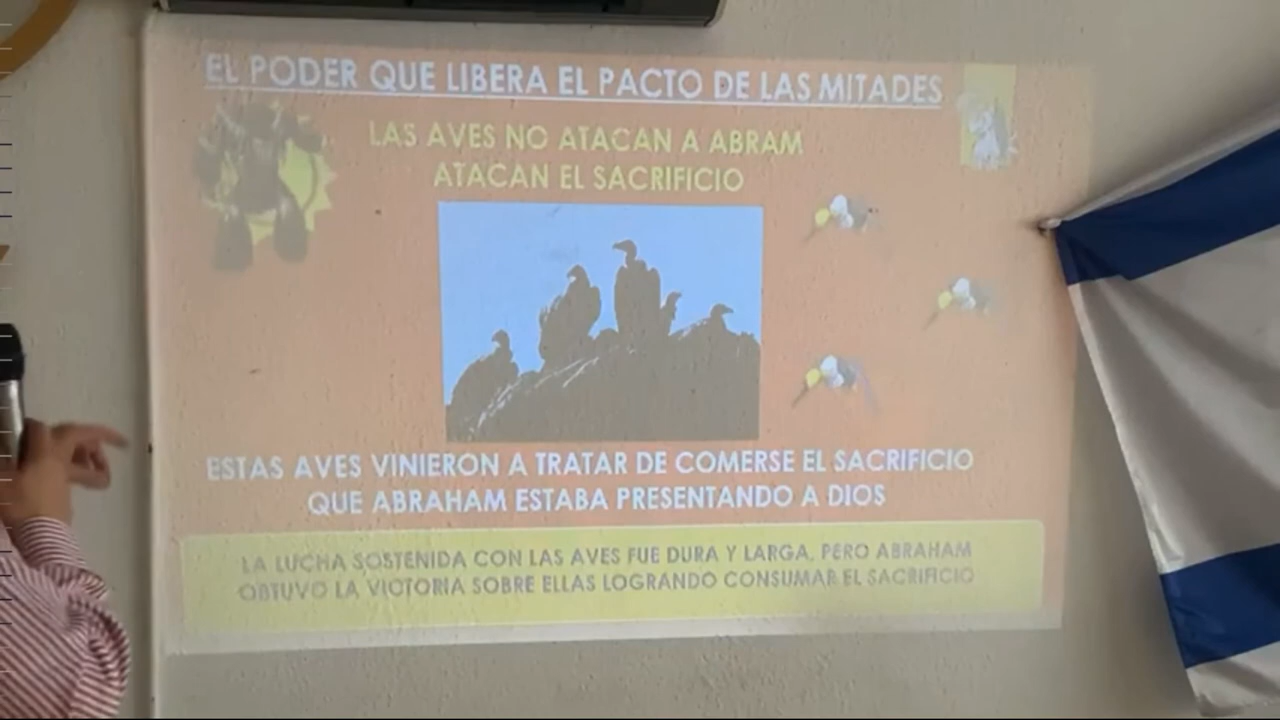 EL PODER QUE LIBERA EL PACTO DE LAS MITADES
LAS AVES NO ATACAN A ABRAM
ATACAN EL SACRIFICIO
ESTAS AVES VINIERON A TRATAR DE COMERSE EL SACRIFICIO
QUE ABRAHAM ESTABA PRESENTANDO A DIOS
LA LUCHA SOSTENIDA CON LAS AVES FUE DURA Y LARGA, PERO ABRAHAM
OBTUVO LA VICTORIA SOBRE ELLAS LOGRANDO CONSUMAR EL SACRIFICIO